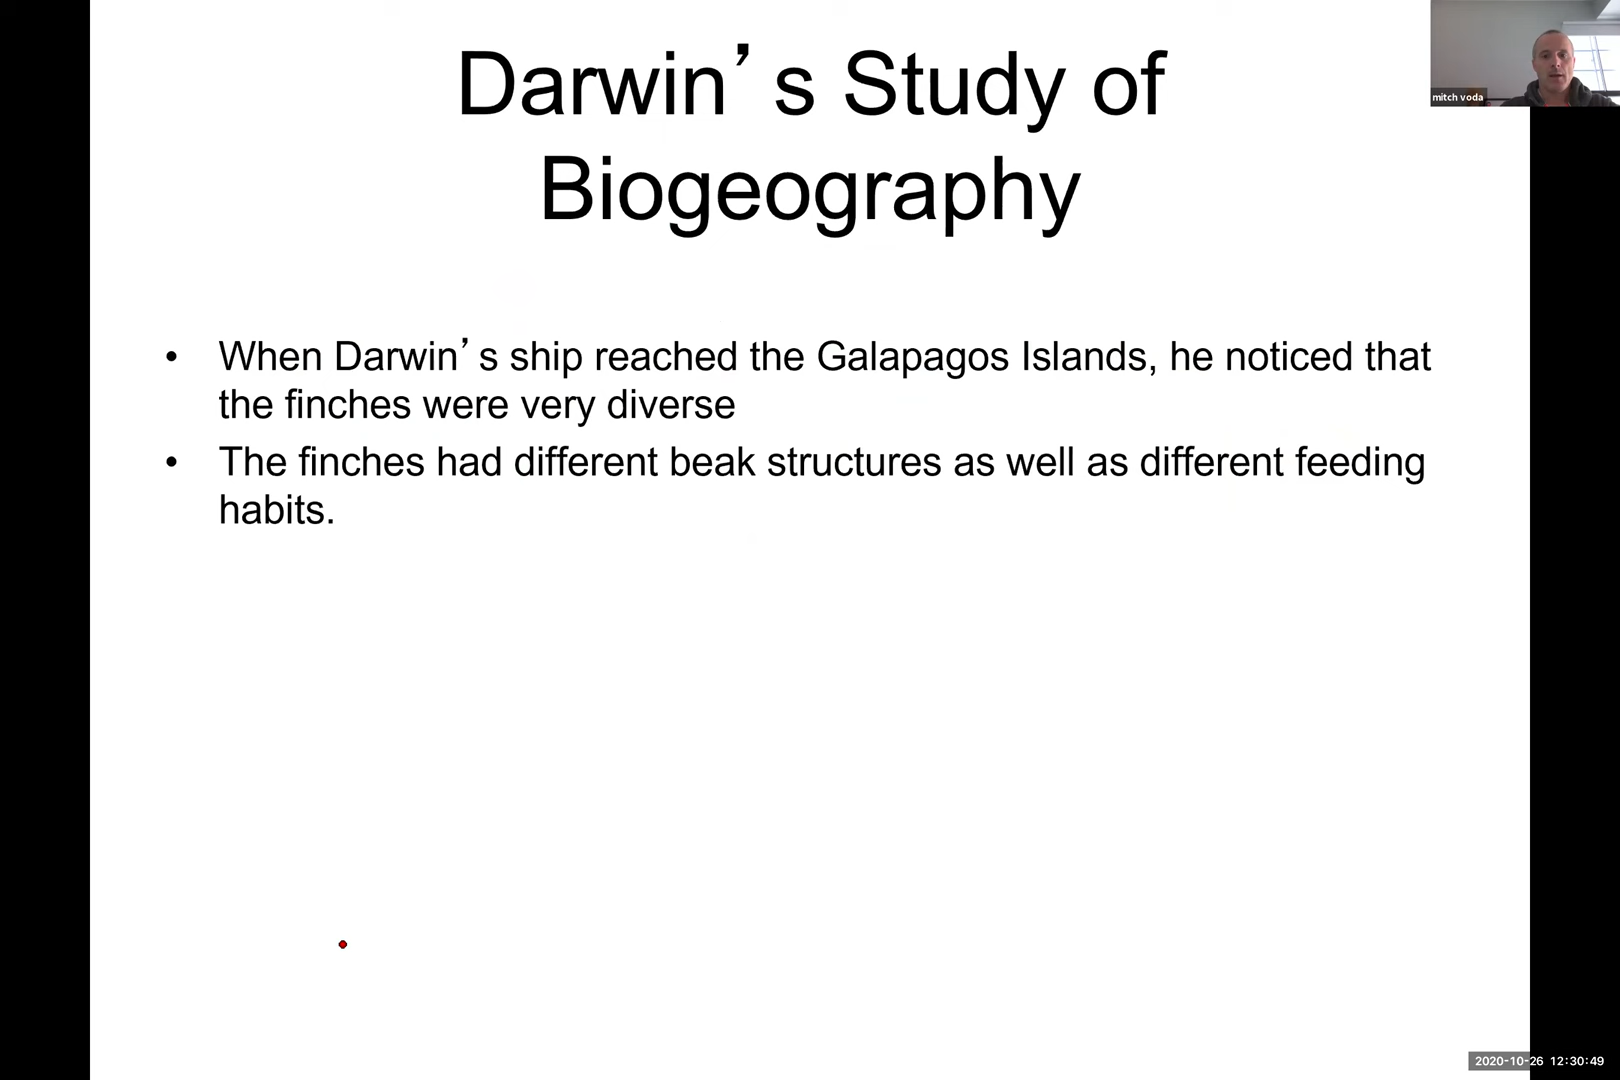 Darwin’s Study of
Biogeography
mitch voda
• When Darwin’s ship reached the Galapagos Islands, he noticed that
the finches were very diverse
• The finches had different beak structures as well as different feeding
habits.
2020-10-26 12:30:49